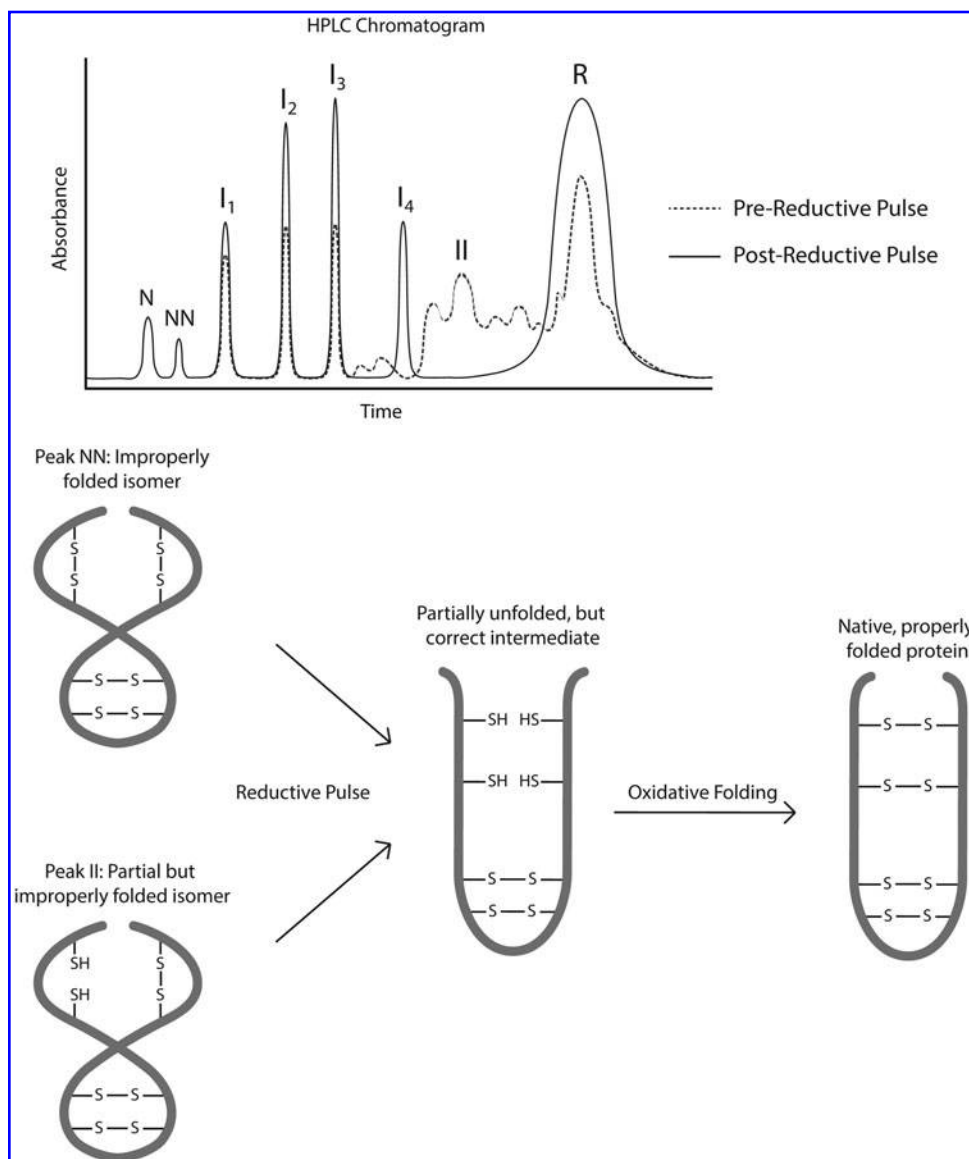 HPLC Chromatogram
Absorbance
N
NN
I1
I2
I3
I4
II
R
Pre-Reductive Pulse
Post-Reductive Pulse
Time
Peak NN: Improperly
folded isomer
S
S
S
S
S S
S S
Reductive Pulse
Peak II: Partial but
improperly folded isomer
SH
SH
S
S
S S
S S
Partially unfolded, but
correct intermediate
SH HS
SH HS
S S
S S
Oxidative Folding
Native, properly
folded protein
S S
S S
S S
S S